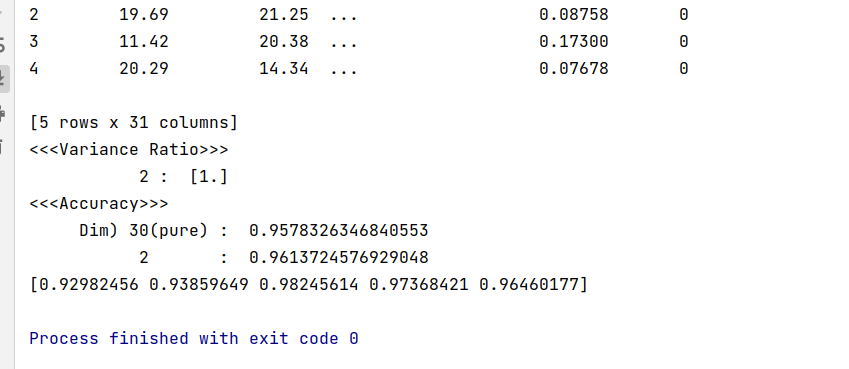 2 19.69 21.25 ... 0.08758 0
3 11.42 20.38 ... 0.17300 0
4 20.29 14.34 ... 0.07678 0
[5 rows x 31 columns]
<<<Variance Ratio>>>
2 : [1.]
<<<Accuracy>>>
Dim) 30(pure) : 0.9578326346840553
2 : 0.9613724576929048
[0.92982456 0.93859649 0.98245614 0.97368421 0.96460177]
Process finished with exit code 0